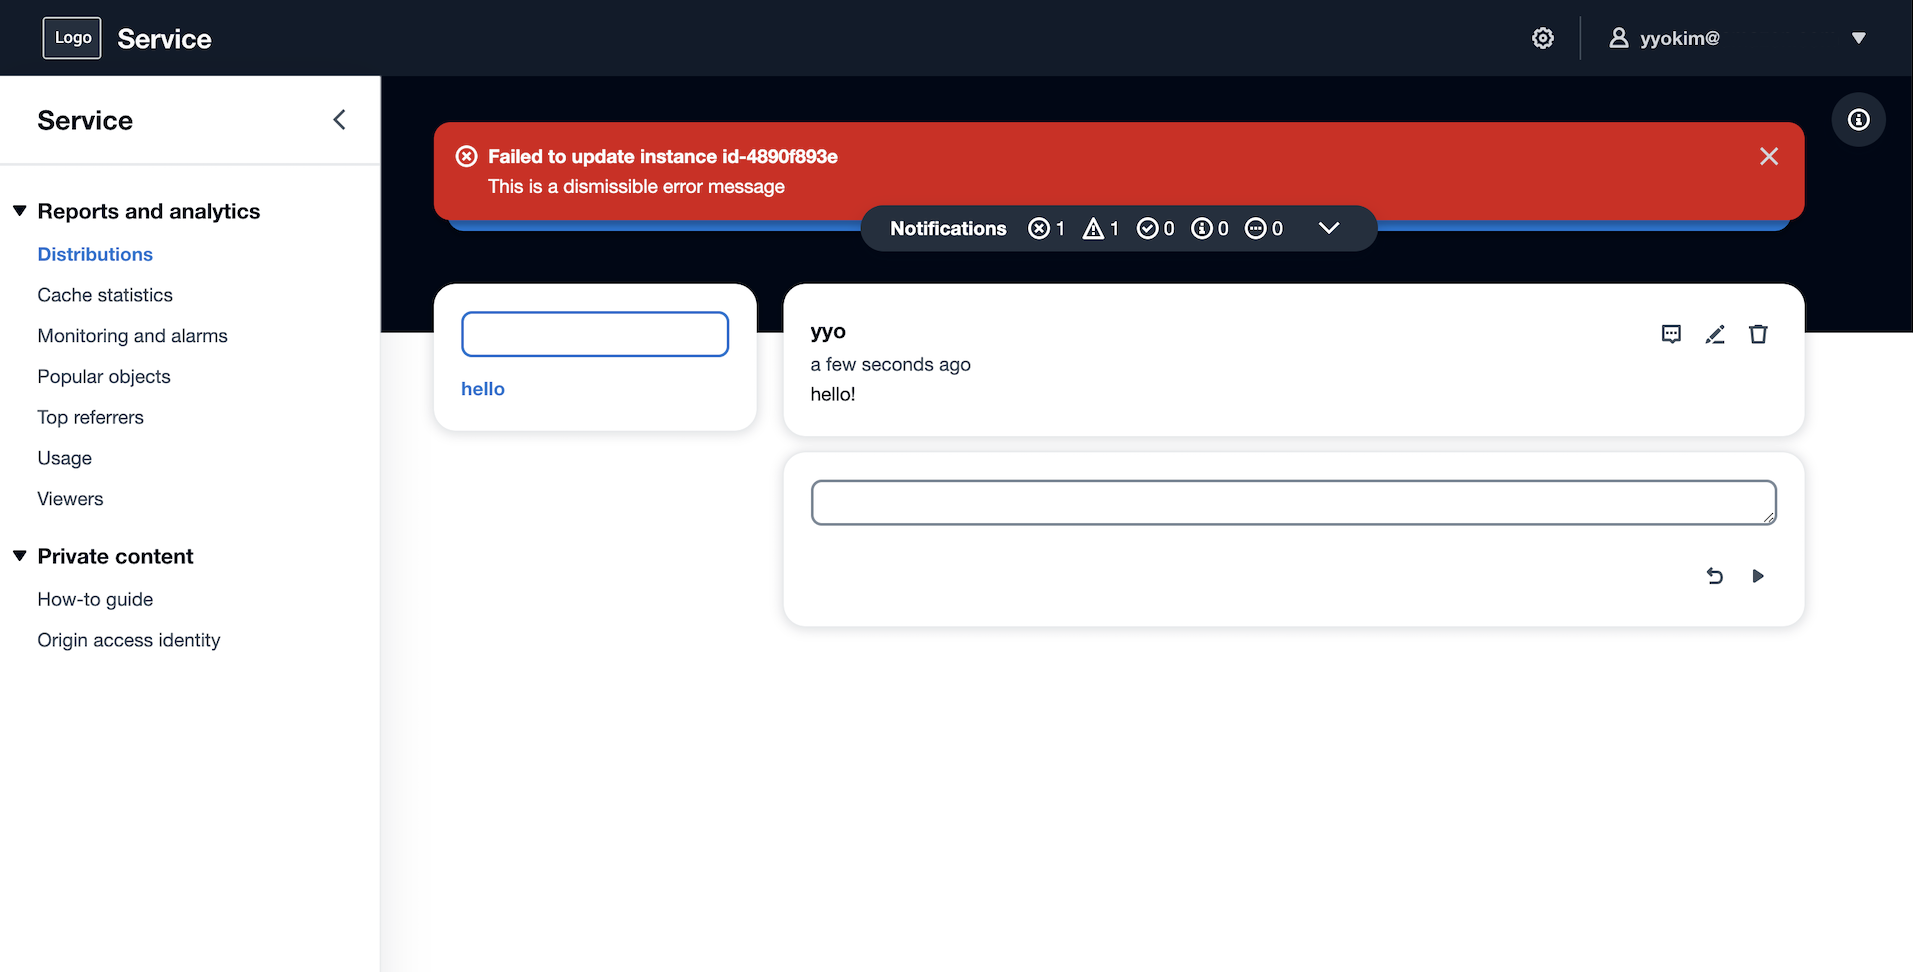 Logo Service
yyokim@
Service
Reports and analytics
Distributions
Cache statistics
Monitoring and alarms
Popular objects
Top referrers
Usage
Viewers
Private content
How-to guide
Origin access identity
Failed to update instance id-4890f893e
This is a dismissible error message
Notifications 1 1 0 0 0
hello
yyo
a few seconds ago
hello!